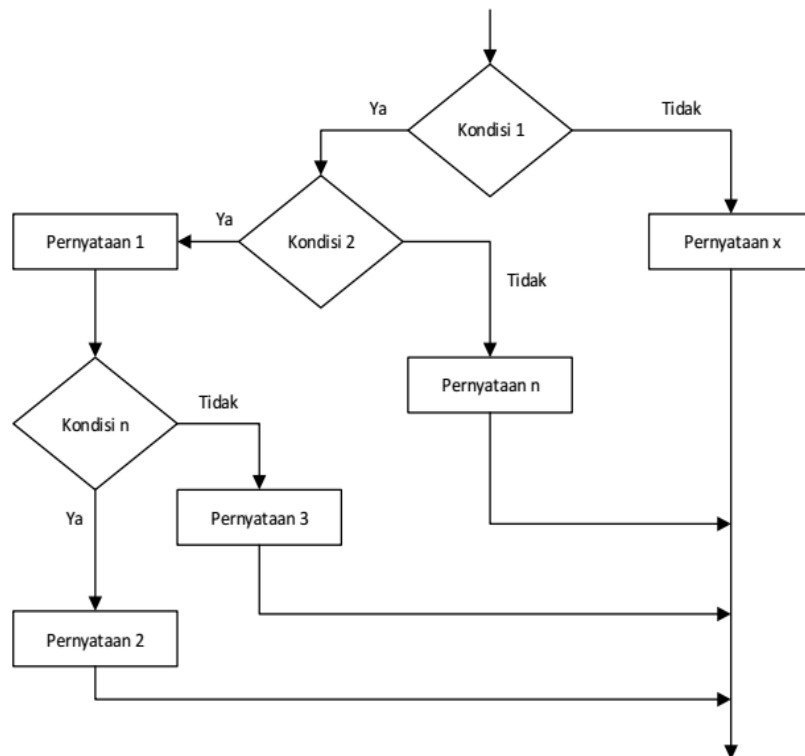 Ya
Kondisi 1
Tidak
Ya
Pernyataan 1
Kondisi 2
Pernyataan x
Tidak
Pernyataan n
Tidak
Kondisi n
Ya
Pernyataan 3
Pernyataan 2